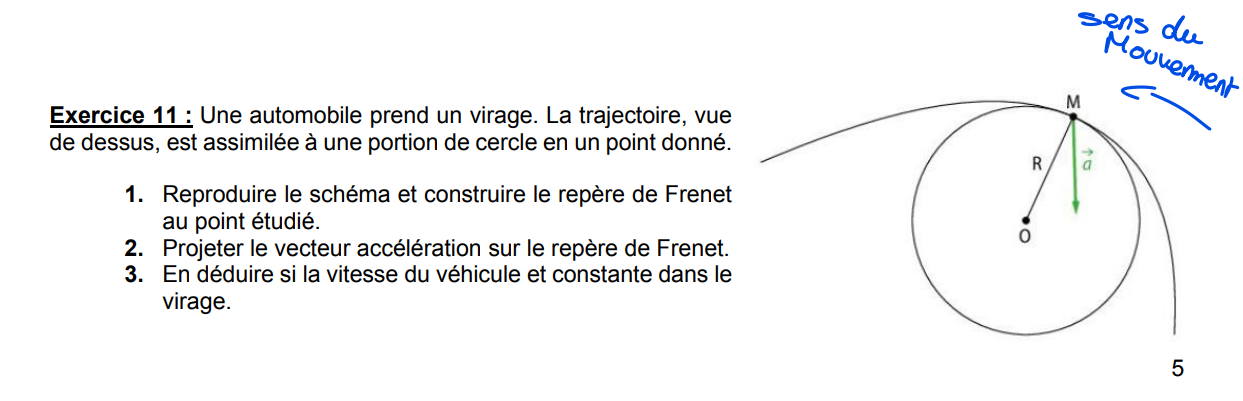 sens du
Mouvement
Exercice 11 : Une automobile prend un virage. La trajectoire, vue
de dessus, est assimilée à une portion de cercle en un point donné.
1. Reproduire le schéma et construire le repère de Frenet
au point étudié.
2. Projeter le vecteur accélération sur le repère de Frenet.
3. En déduire si la vitesse du véhicule et constante dans le
virage.
M
R
a
O
5